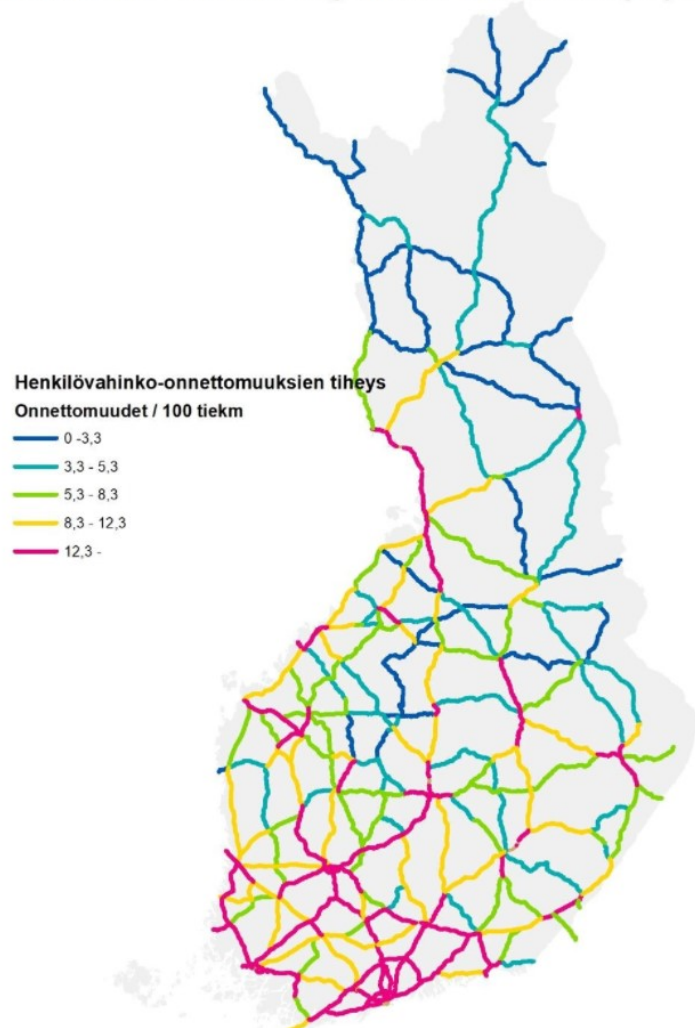 Henkilövahinko-onnettomuuksien tiheys
Onnettomuudet / 100 tiekm
0 -3,3
3,3 - 5,3
5,3 - 8,3
8,3 - 12,3
12,3 -